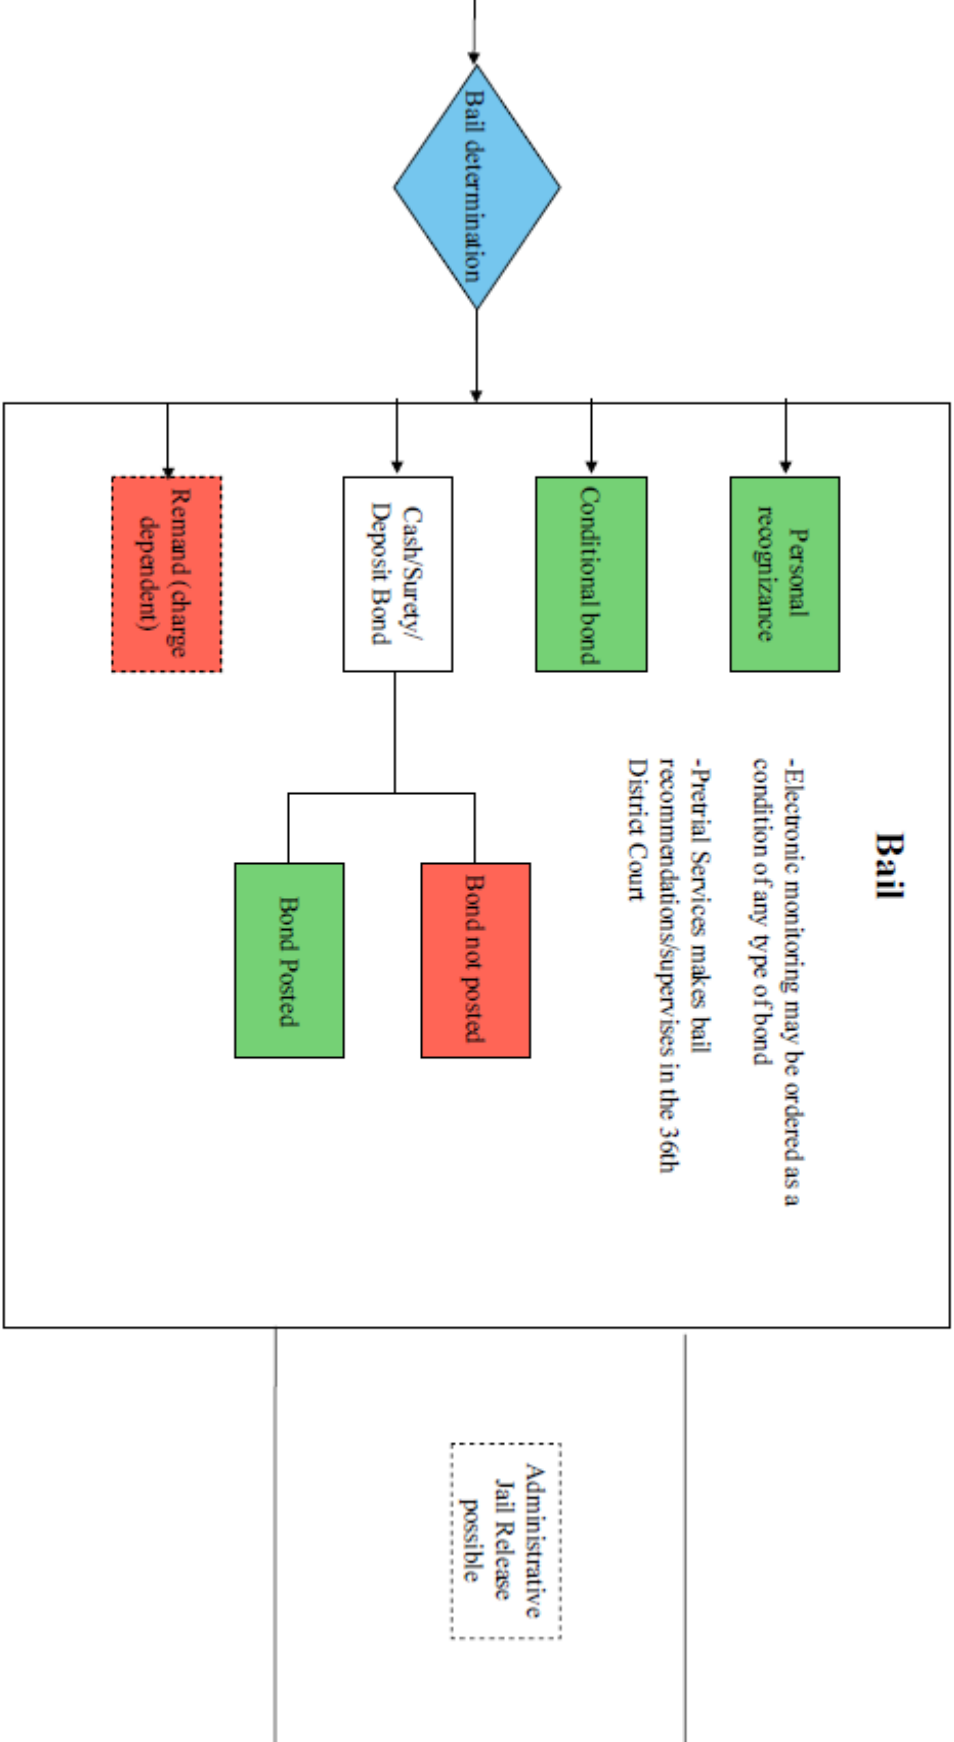 Bail determination
Bail
Personal
recognizance
-Electronic monitoring may be ordered as a
condition of any type of bond
Conditional bond
-Pretrial Services makes bail
recommendations/supervises in the 36th
District Court
Cash/Surety/
Deposit Bond
Bond not posted
Bond Posted
Remand (charge
dependent)
Administrative
Jail Release
possible